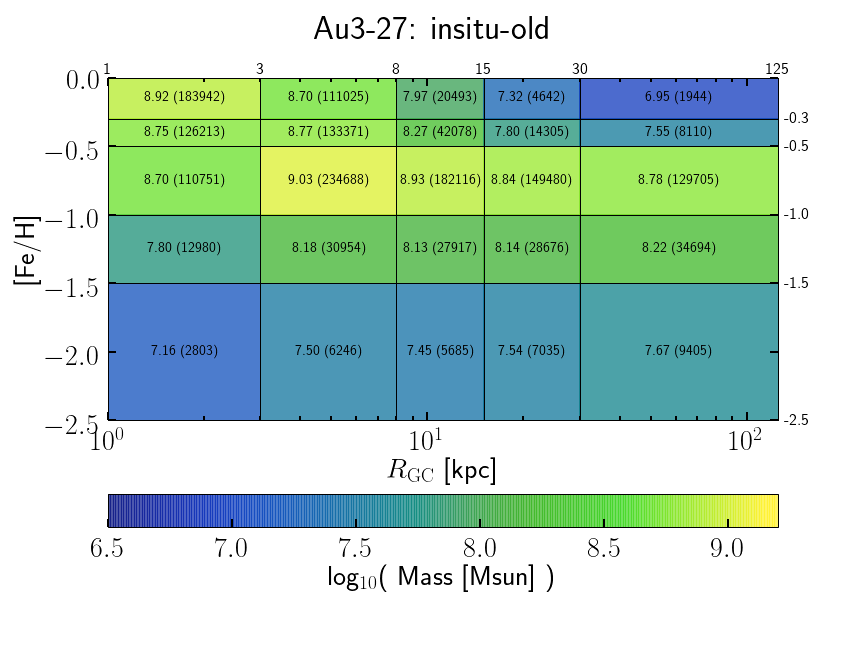 Au3-27: insitu-old
1 3 8 15 30 125
0.0 8.92 (183942) 8.70 (111025) 7.97 (20493) 7.32 (4642) 6.95 (1944)
-0.3
8.75 (126213) 8.77 (133371) 8.27 (42078) 7.80 (14305) 7.55 (8110)
−0.5 -0.5
8.70 (110751) 9.03 (234688) 8.93 (182116) 8.84 (149480) 8.78 (129705)
−1.0 -1.0
[Fe/H]
7.80 (12980) 8.18 (30954) 8.13 (27917) 8.14 (28676) 8.22 (34694)
−1.5 -1.5
−2.0 7.16 (2803) 7.50 (6246) 7.45 (5685) 7.54 (7035) 7.67 (9405)
−2.5 -2.5
10⁰ 10¹ 10²
R_GC [kpc]
6.5 7.0 7.5 8.0 8.5 9.0
log₁₀( Mass [Msun] )